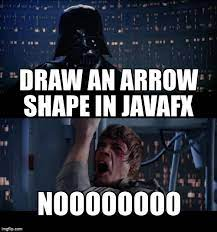 DRAW AN ARROW
SHAPE IN JAVAFX
NOOOOOOOO
imgflip.com